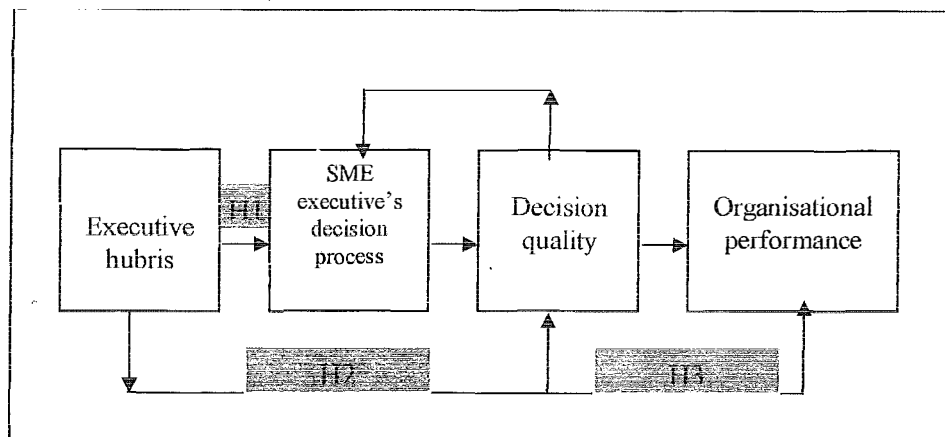 Executive
hubris
H1
SME
executive's
decision
process
Decision
quality
Organisational
performance
H2
H3